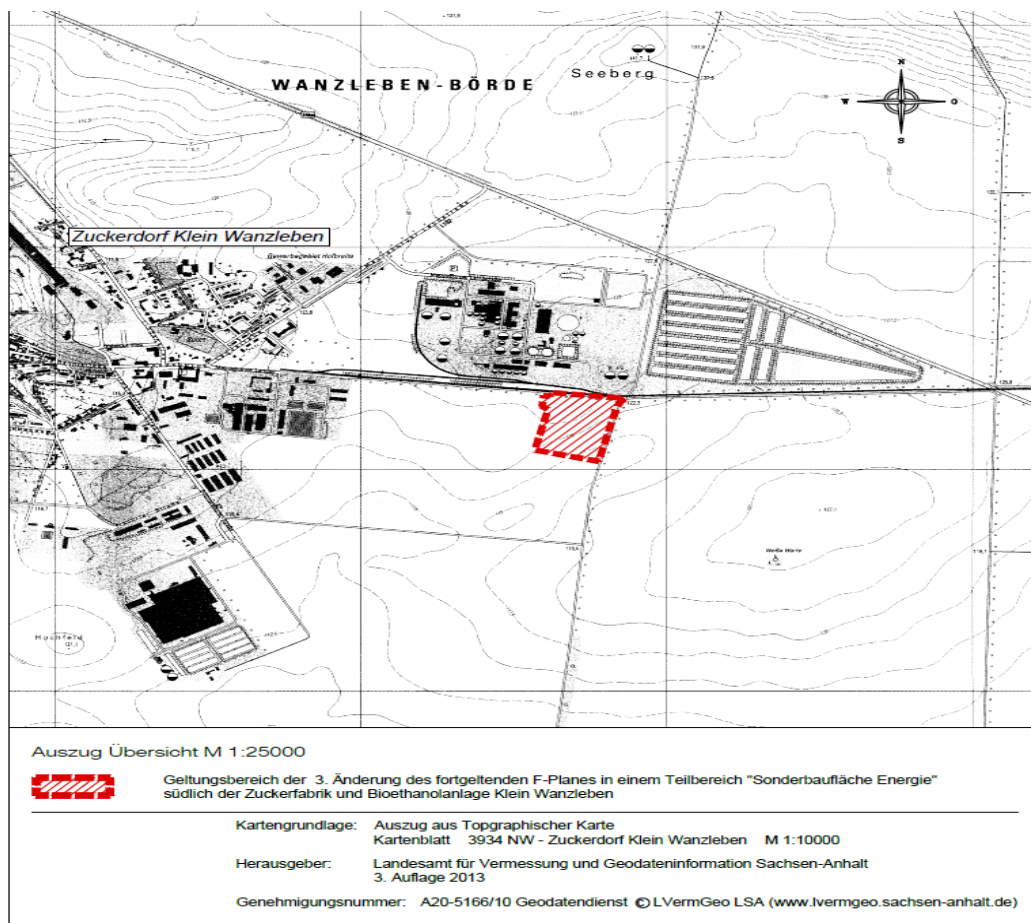 WANZLEBEN-BÖRDE
Seeberg
N
W
O
S
Zuckerdorf Klein Wanzleben
Gewerbegebiet Hofbreite
Weiße Warte
Hochfeld
Auszug Übersicht M 1:25000
Geltungsbereich der 3. Änderung des fortgeltenden F-Planes in einem Teilbereich "Sonderbaufläche Energie"
südlich der Zuckerfabrik und Bioethanolanlage Klein Wanzleben
Kartengrundlage: Auszug aus Topgraphischer Karte
Kartenblatt 3934 NW - Zuckerdorf Klein Wanzleben M 1:10000
Herausgeber: Landesamt für Vermessung und Geodateninformation Sachsen-Anhalt
3. Auflage 2013
Genehmigungsnummer: A20-5166/10 Geodatendienst © LVermGeo LSA (www.lvermgeo.sachsen-anhalt.de)